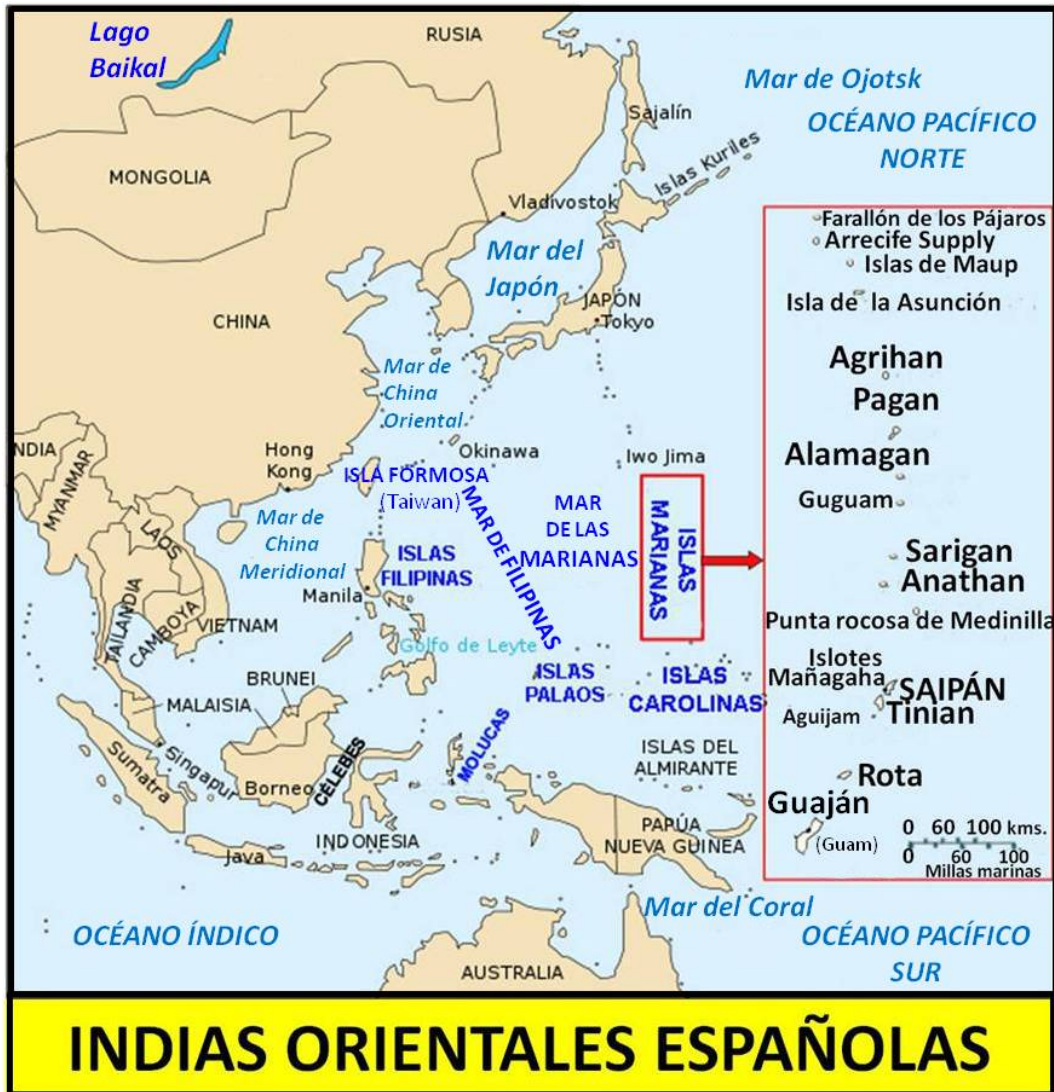 Lago
Baikal
RUSIA
Mar de Ojotsk
OCÉANO PACÍFICO
NORTE
Sajalín
Islas Kuriles
MONGOLIA
Vladivostok
Mar del
Japón
JAPÓN
Tokyo
CHINA
Mar de
China
Oriental
Okinawa
Iwo Jima
Hong
Kong
ISLA FORMOSA
(Taiwan)
NDIA
MYANMAR
LAOS
TAILANDIA
CAMBOYA
VIETNAM
Mar de
China
Meridional
ISLAS
FILIPINAS
Manila
MAR DE FILIPINAS
MAR
DE LAS
MARIANAS
ISLAS
MARIANAS
Golfo de Leyte
ISLAS
PALAOS
ISLAS
CAROLINAS
BRUNEI
MALAISIA
Singapur
Sumatra
Borneo
CÉLEBES
MOLUCAS
ISLAS DEL
ALMIRANTE
INDONESIA
Java
PAPÚA
NUEVA GUINEA
Mar del Coral
OCÉANO ÍNDICO
AUSTRALIA
OCÉANO PACÍFICO
SUR
Farallón de los Pájaros
Arrecife Supply
Islas de Maup
Isla de la Asunción
Agrihan
Pagan
Alamagan
Guguam
Sarigan
Anathan
Punta rocosa de Medinilla
Islotes
Mañagaha
SAIPÁN
Tinian
Aguijam
Rota
Guaján
(Guam)
0 60 100 kms.
0 60 100
Millas marinas
INDIAS ORIENTALES ESPAÑOLAS